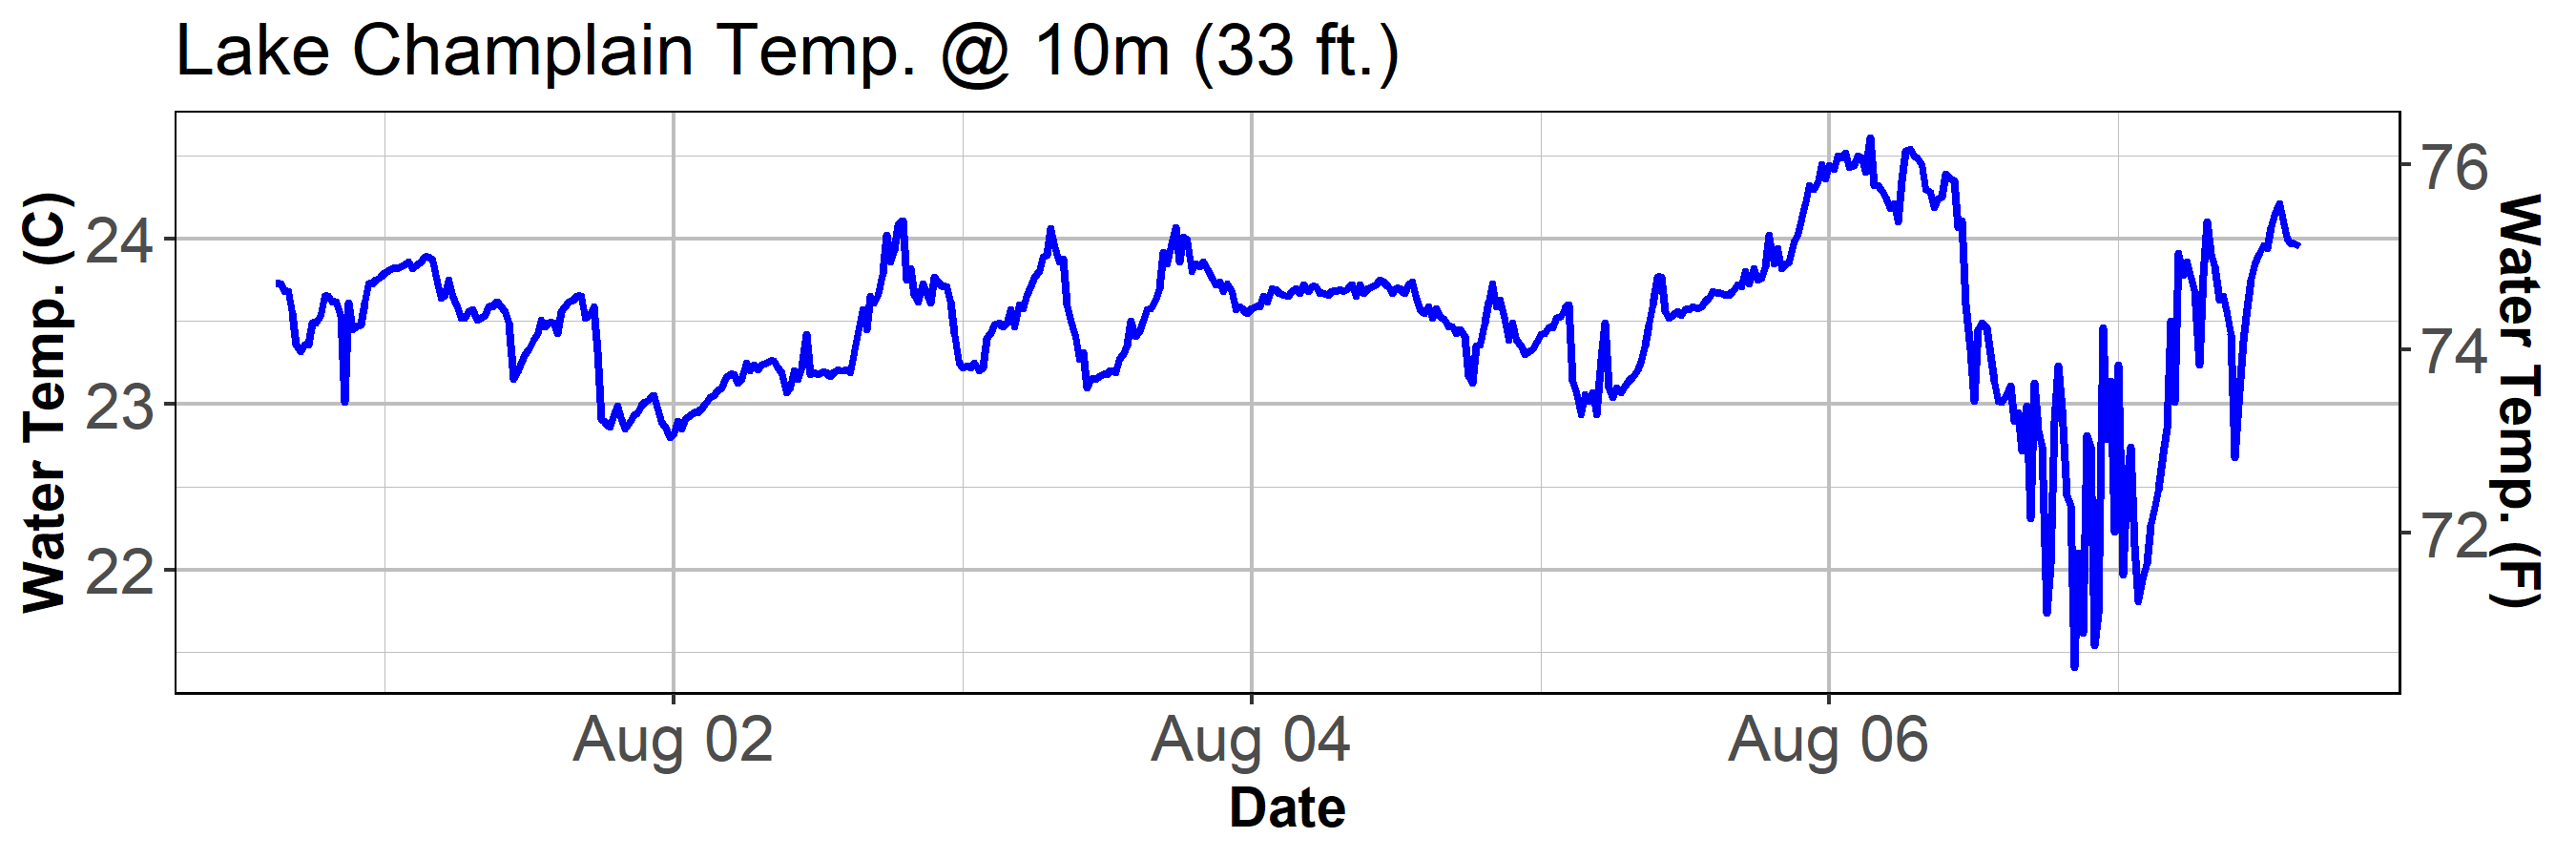 Lake Champlain Temp. @ 10m (33 ft.)
Water Temp. (C)
24
23
22
76
74
72
Water Temp. (F)
Aug 02
Aug 04
Aug 06
Date